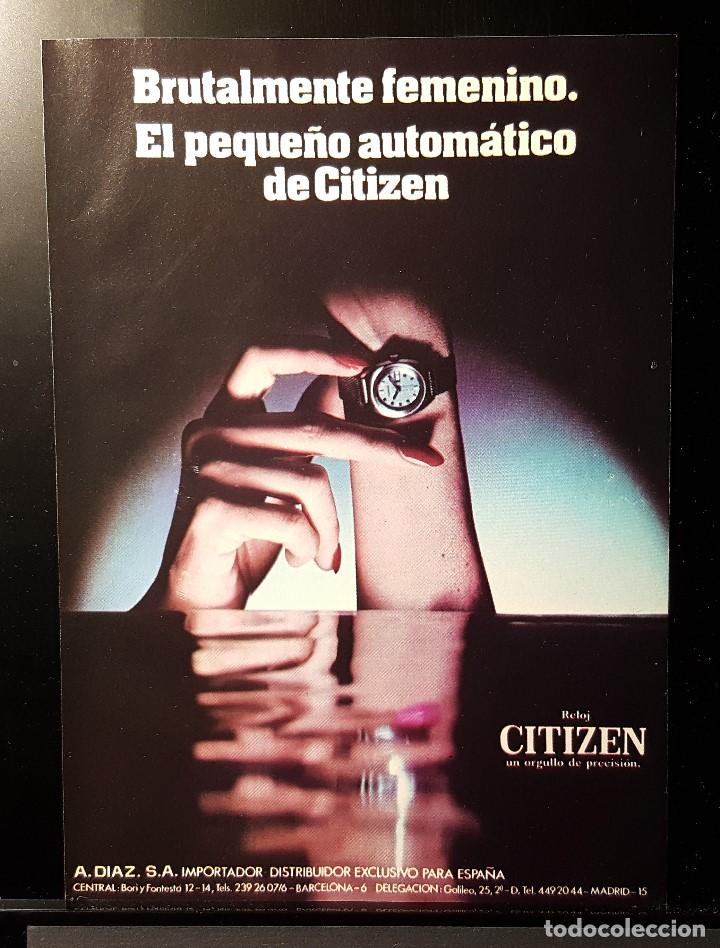 Brutalmente femenino.
El pequeño automático
de Citizen
Reloj
CITIZEN
un orgullo de precisión.
A. DIAZ. S.A. IMPORTADOR DISTRIBUIDOR EXCLUSIVO PARA ESPAÑA
CENTRAL: Bori y Fontestá 12-14, Tels. 239 26 07/6 - BARCELONA-6 DELEGACION: Galileo, 25, 2º-D, Tel. 449 20 44 - MADRID-15
todocoleccion